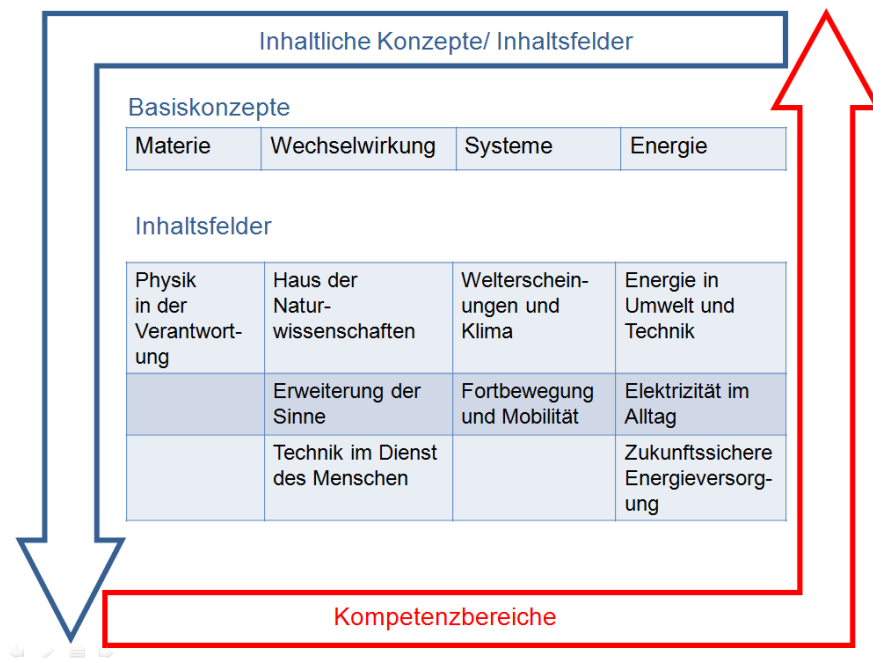 Inhaltliche Konzepte/ Inhaltsfelder
Basiskonzepte
Materie
Wechselwirkung
Systeme
Energie
Inhaltsfelder
Physik
in der
Verantwort-
ung
Haus der
Natur-
wissenschaften
Welterschein-
ungen und
Klima
Energie in
Umwelt und
Technik
Erweiterung der
Sinne
Fortbewegung
und Mobilität
Elektrizität im
Alltag
Technik im Dienst
des Menschen
Zukunftssichere
Energieversorg-
ung
Kompetenzbereiche